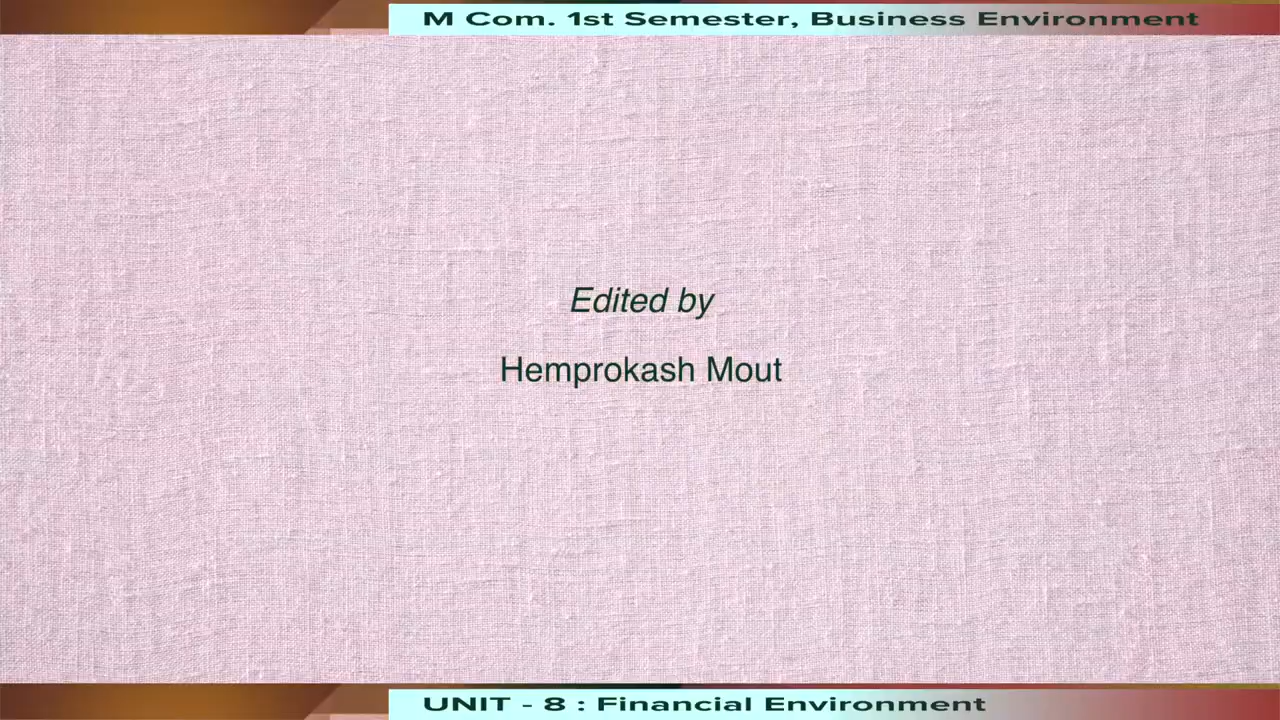 M Com. 1st Semester, Business Environment
Edited by
Hemprokash Mout
UNIT - 8 : Financial Environment